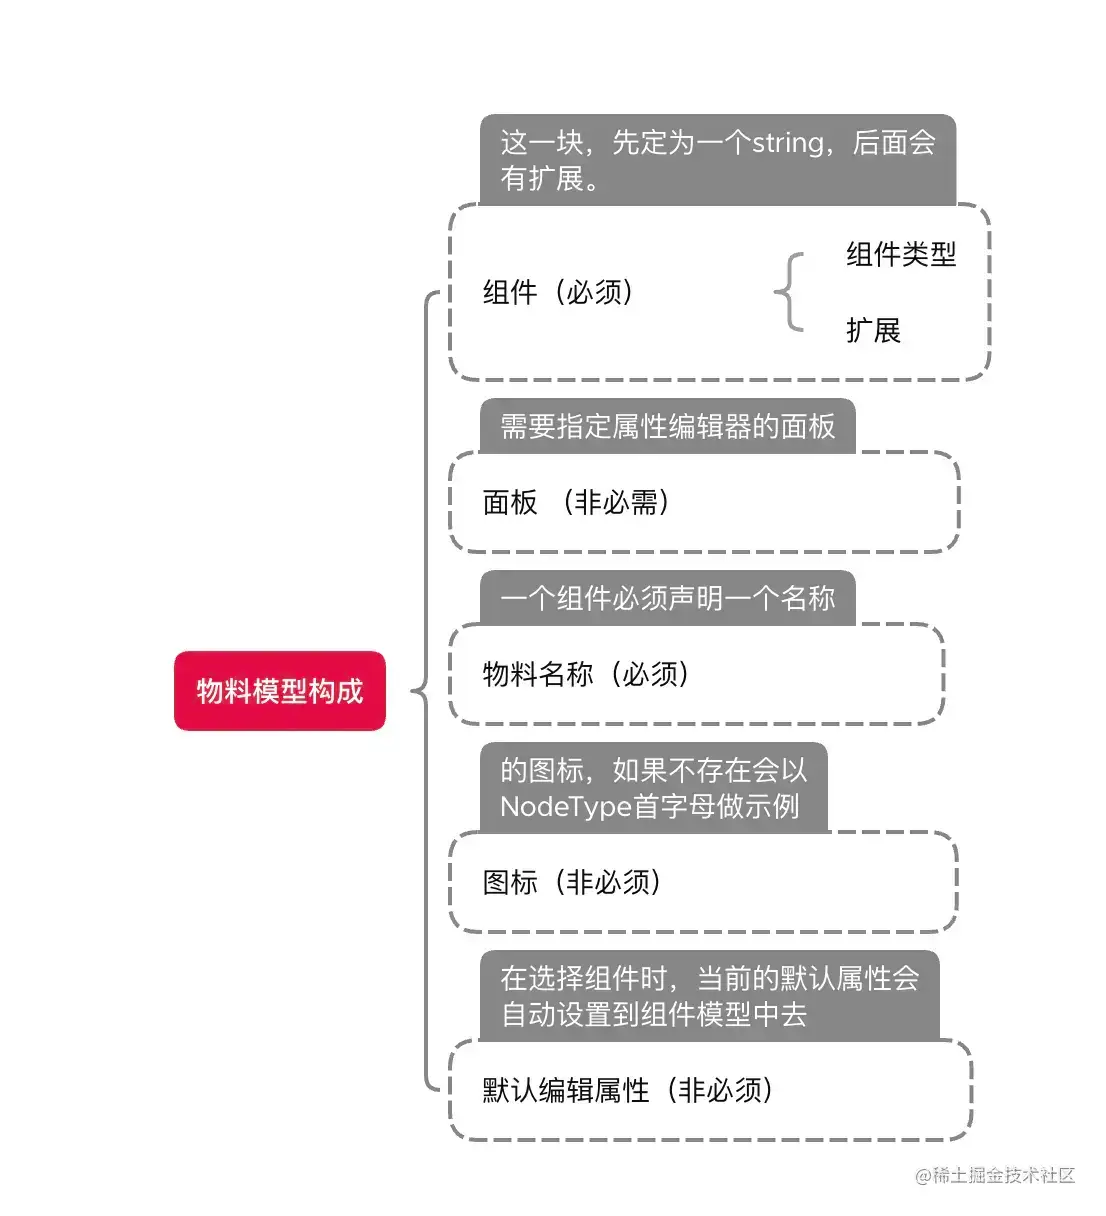 这一块，先定为一个string，后面会
有扩展。
组件（必须）
组件类型
扩展
需要指定属性编辑器的面板
面板 （非必需）
一个组件必须声明一个名称
物料名称（必须）
物料模型构成
的图标，如果不存在会以
NodeType首字母做示例
图标（非必须）
在选择组件时，当前的默认属性会
自动设置到组件模型中去
默认编辑属性（非必须）
@稀土掘金技术社区